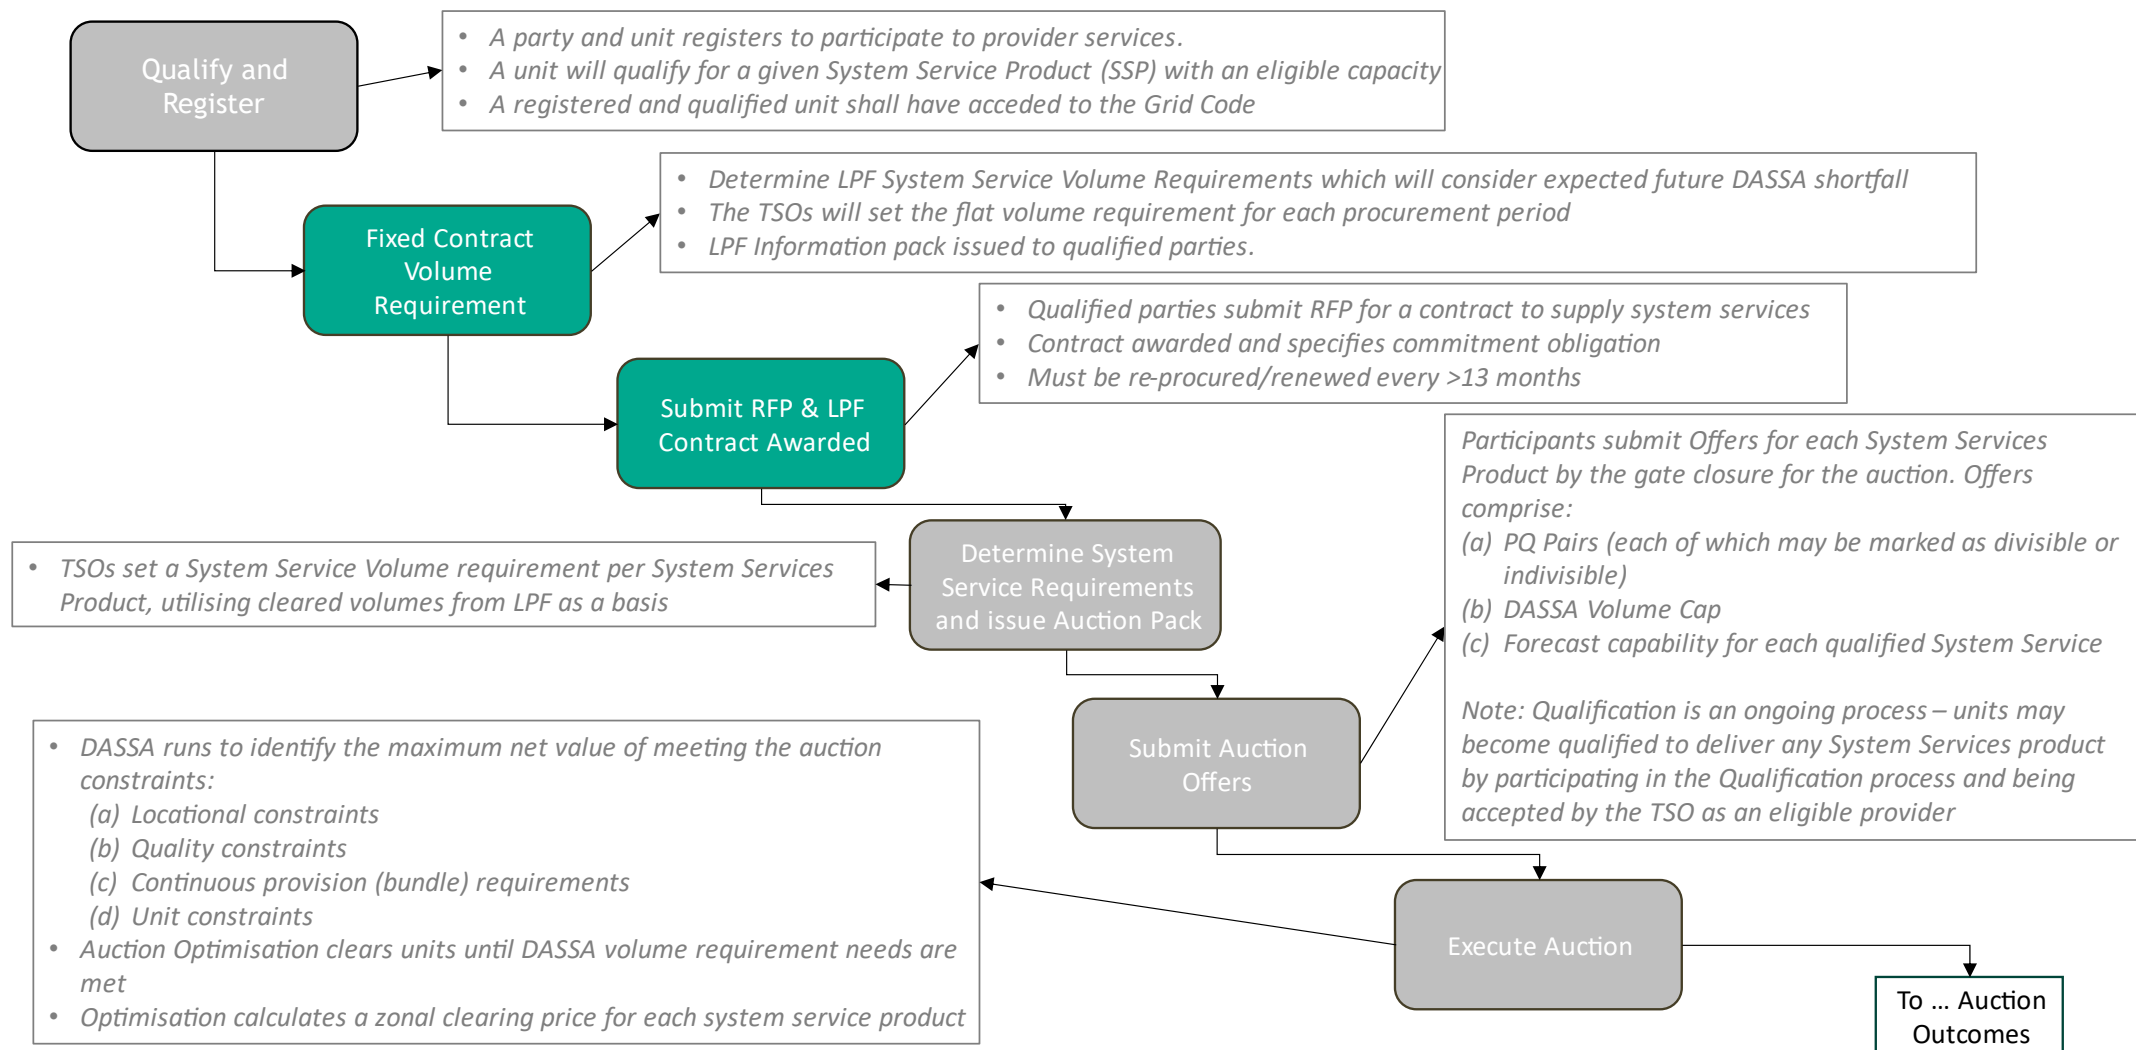 Qualify and
Register
• A party and unit registers to participate to provider services.
• A unit will qualify for a given System Service Product (SSP) with an eligible capacity
• A registered and qualified unit shall have acceded to the Grid Code
Fixed Contract
Volume
Requirement
• Determine LPF System Service Volume Requirements which will consider expected future DASSA shortfall
• The TSOs will set the flat volume requirement for each procurement period
• LPF Information pack issued to qualified parties.
Submit RFP & LPF
Contract Awarded
• Qualified parties submit RFP for a contract to supply system services
• Contract awarded and specifies commitment obligation
• Must be re-procured/renewed every >13 months
Determine System
Service Requirements
and issue Auction Pack
• TSOs set a System Service Volume requirement per System Services
Product, utilising cleared volumes from LPF as a basis
Submit Auction
Offers
Participants submit Offers for each System Services
Product by the gate closure for the auction. Offers
comprise:
(a) PQ Pairs (each of which may be marked as divisible or
indivisible)
(b) DASSA Volume Cap
(c) Forecast capability for each qualified System Service
Note: Qualification is an ongoing process – units may
become qualified to deliver any System Services product
by participating in the Qualification process and being
accepted by the TSO as an eligible provider
Execute Auction
• DASSA runs to identify the maximum net value of meeting the auction
constraints:
(a) Locational constraints
(b) Quality constraints
(c) Continuous provision (bundle) requirements
(d) Unit constraints
• Auction Optimisation clears units until DASSA volume requirement needs are
met
• Optimisation calculates a zonal clearing price for each system service product
To ... Auction
Outcomes